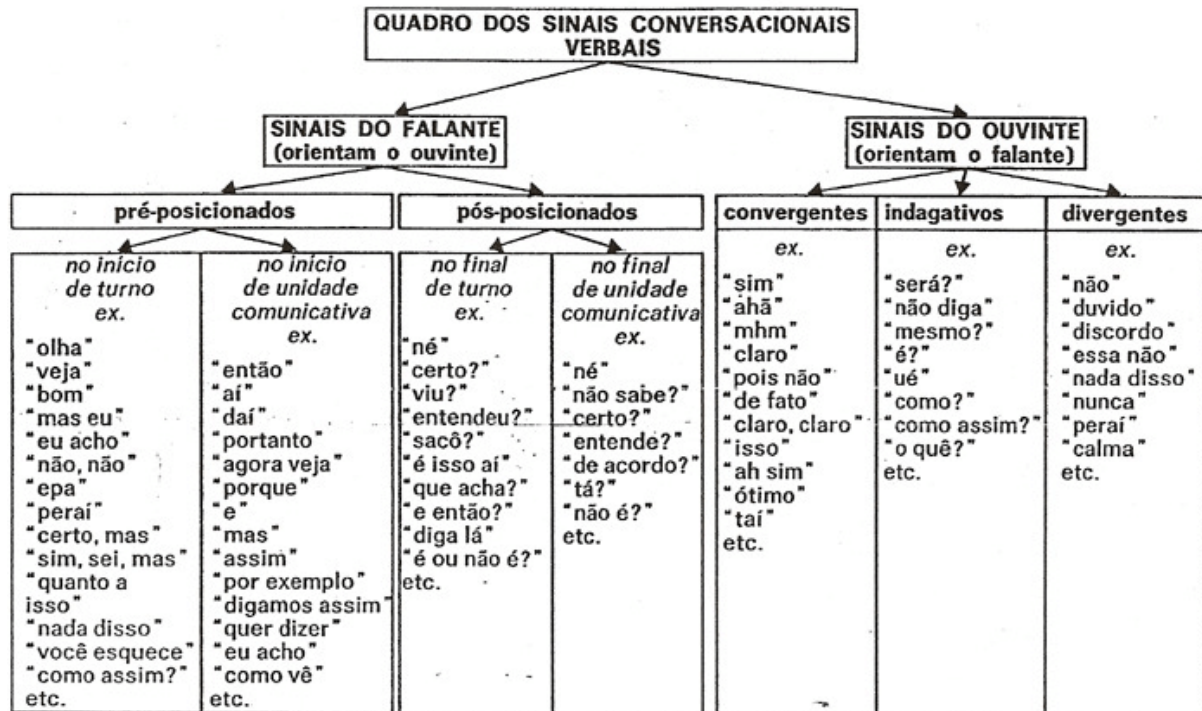 QUADRO DOS SINAIS CONVERSACIONAIS
VERBAIS
SINAIS DO FALANTE
(orientam o ouvinte)
SINAIS DO OUVINTE
(orientam o falante)
pré-posicionados
pós-posicionados
convergentes
indagativos
divergentes
no início
de turno
ex.
"olha"
"veja"
"bom"
"mas eu"
"eu acho"
"não, não"
"epa"
"peraí"
"certo, mas"
"sim, sei, mas"
"quanto a
isso"
"nada disso"
"você esquece"
"como assim?"
etc.
no início
de unidade
comunicativa
ex.
"então"
"aí"
"daí"
"portanto"
"agora veja"
"porque"
"e"
"mas"
"assim"
"por exemplo"
"digamos assim"
"quer dizer"
"eu acho"
"como vê"
etc.
no final
de turno
ex.
"né"
"certo?"
"viu?"
"entendeu?"
"sacô?"
"é isso aí"
"que acha?"
"e então?"
"diga lá"
"é ou não é?"
etc.
no final
de unidade
comunicativa
ex.
"né"
"não sabe?"
"certo?"
"entende?"
"de acordo?"
"tá?"
"não é?"
etc.
ex.
"sim"
"ahã"
"mhm"
"claro"
"pois não"
"de fato"
"claro, claro"
"isso"
"ah sim"
"ótimo"
"taí"
etc.
ex.
"será?"
"não diga"
"mesmo?"
"é?"
"ué"
"como?"
"como assim?"
"o quê?"
etc.
ex.
"não"
"duvido"
"discordo"
"essa não"
"nada disso"
"nunca"
"peraí"
"calma"
etc.